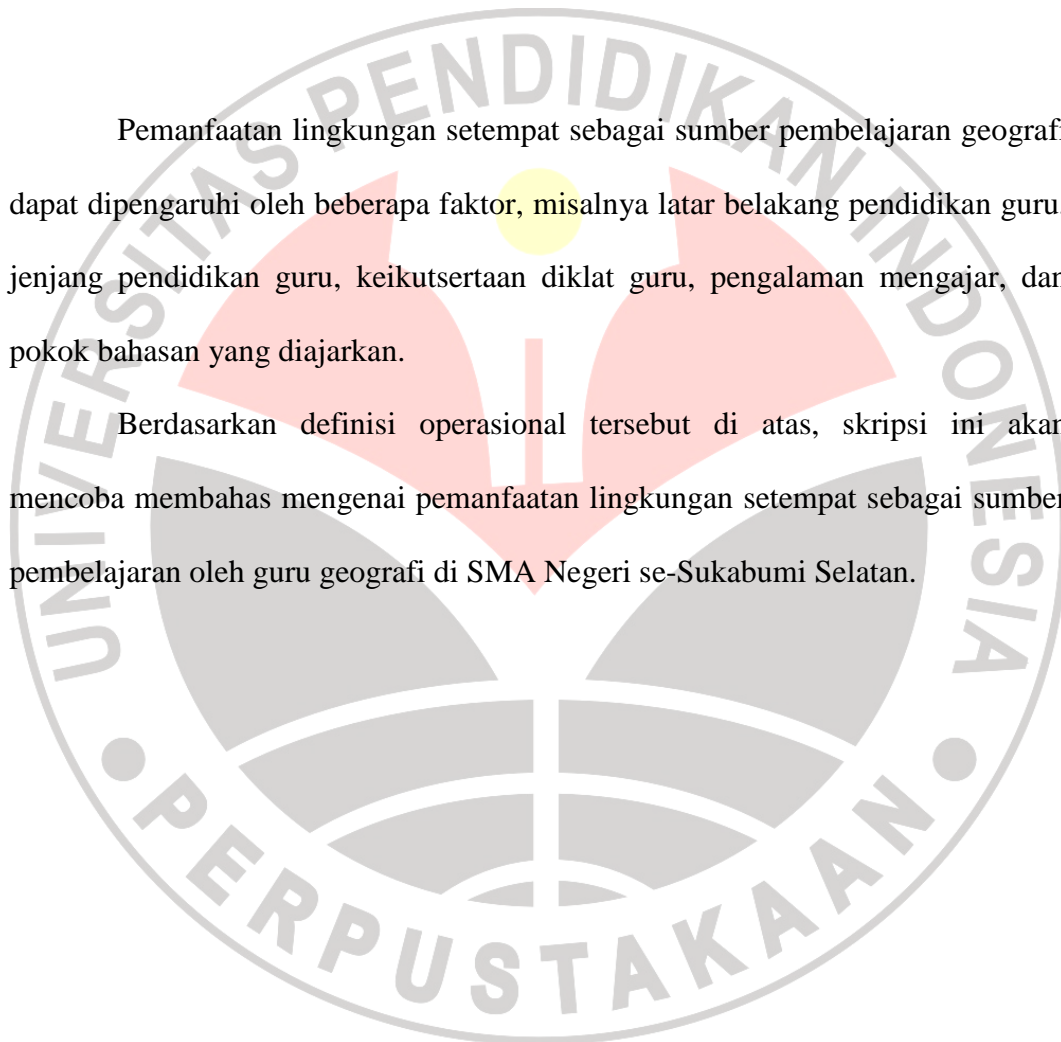 UNIVERSITAS PENDIDIKAN INDONESIA
Pemanfaatan lingkungan setempat sebagai sumber pembelajaran geografi
dapat dipengaruhi oleh beberapa faktor, misalnya latar belakang pendidikan guru,
jenjang pendidikan guru, keikutsertaan diklat guru, pengalaman mengajar, dan
pokok bahasan yang diajarkan.
Berdasarkan definisi operasional tersebut di atas, skripsi ini akan
mencoba membahas mengenai pemanfaatan lingkungan setempat sebagai sumber
pembelajaran oleh guru geografi di SMA Negeri se-Sukabumi Selatan.
PERPUSTAKAAN